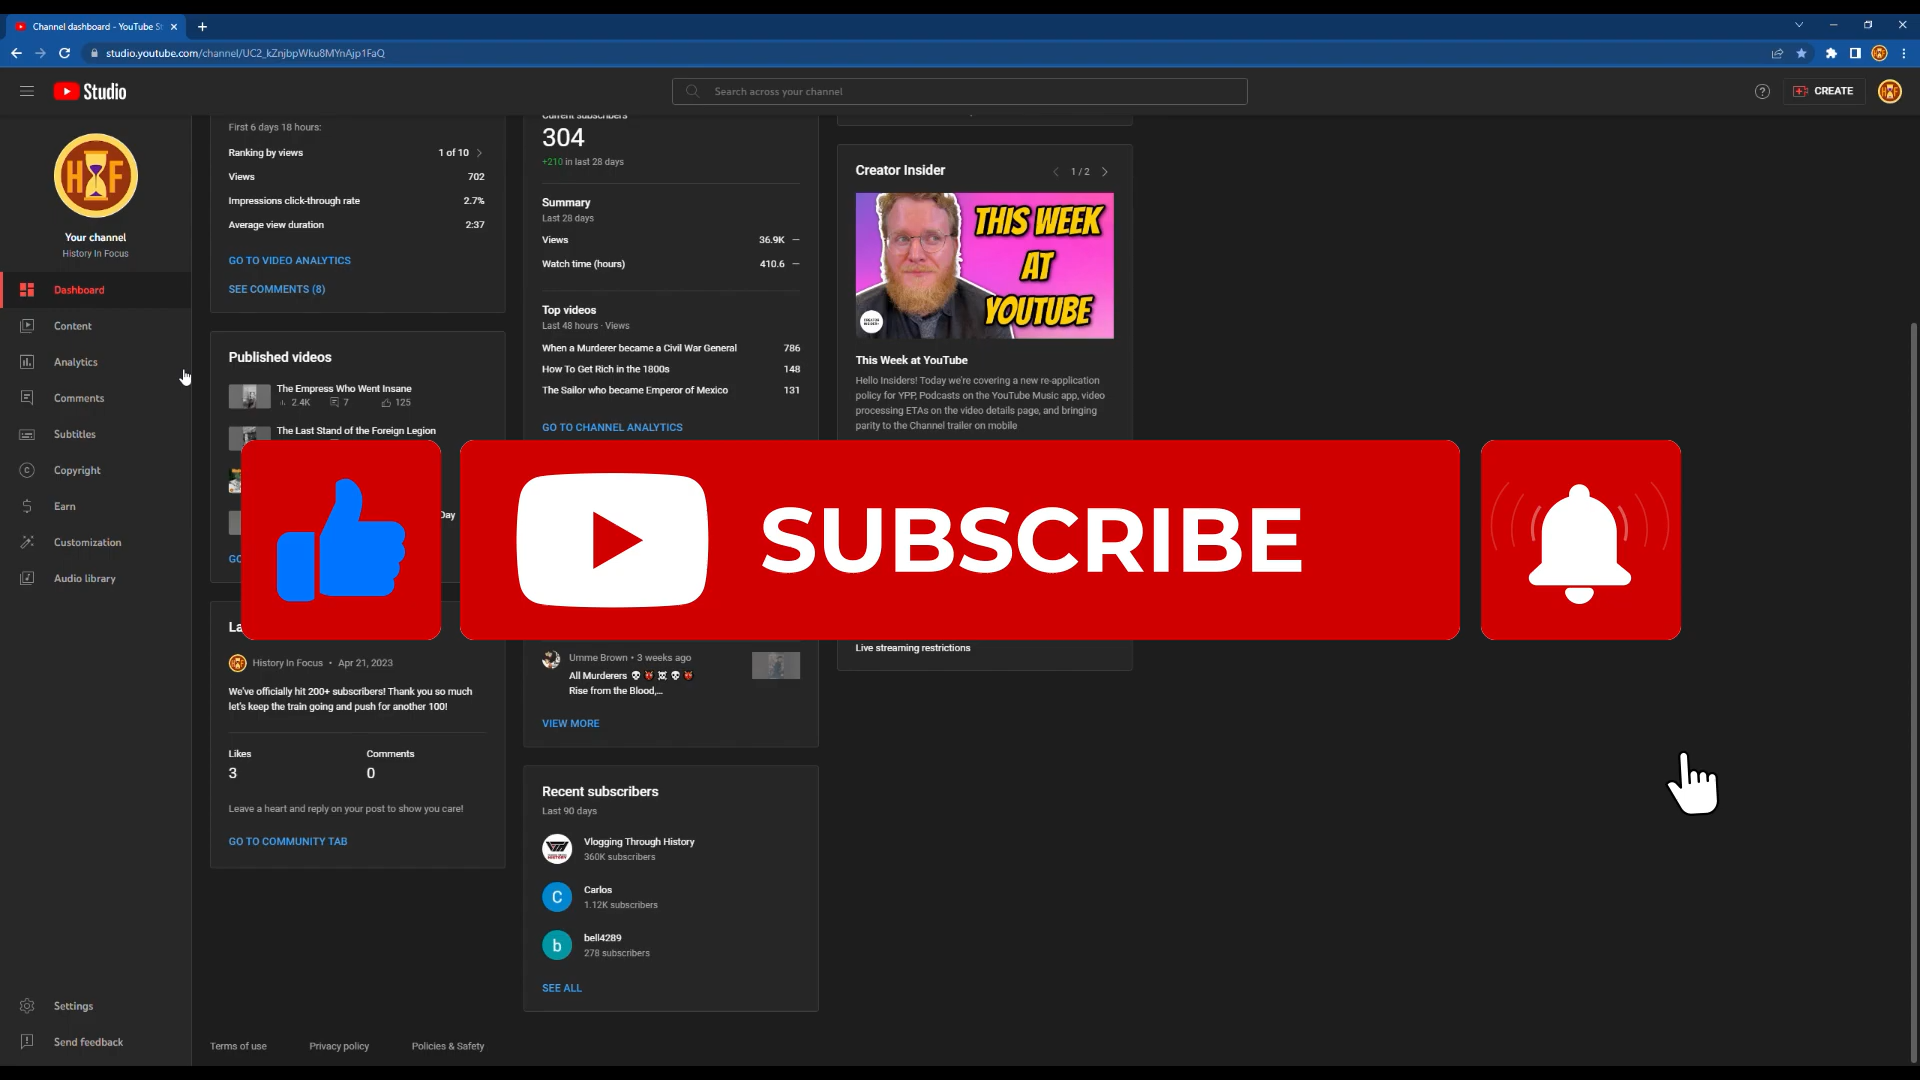 Channel dashboard - YouTube St
studio.youtube.com/channel/UC2_kZnjbpWku8MYnAjp1FaQ
Studio
Search across your channel
CREATE
HF
Your channel
History In Focus
Dashboard
Content
Analytics
Comments
Subtitles
Copyright
Earn
Customization
Audio library
Settings
Send feedback
First 6 days 18 hours:
Ranking by views 1 of 10
Views 702
Impressions click-through rate 2.7%
Average view duration 2:37
GO TO VIDEO ANALYTICS
SEE COMMENTS (8)
Published videos
The Empress Who Went Insane
2.4K 7 125
The Last Stand of the Foreign Legion
Day
GO
La
History In Focus • Apr 21, 2023
We've officially hit 200+ subscribers! Thank you so much
let's keep the train going and push for another 100!
Likes Comments
3 0
Leave a heart and reply on your post to show you care!
GO TO COMMUNITY TAB
Current subscribers
304
+210 in last 28 days
Summary
Last 28 days
Views 36.9K —
Watch time (hours) 410.6 —
Top videos
Last 48 hours · Views
When a Murderer became a Civil War General 786
How To Get Rich in the 1800s 148
The Sailor who became Emperor of Mexico 131
GO TO CHANNEL ANALYTICS
SUBSCRIBE
Umme Brown • 3 weeks ago
All Murderers 💀👹☠💀👹
Rise from the Blood,...
VIEW MORE
Recent subscribers
Last 90 days
Vlogging Through History
360K subscribers
C
Carlos
1.12K subscribers
b
bell4289
278 subscribers
SEE ALL
Creator Insider 1 / 2
THIS WEEK
AT
YOUTUBE
This Week at YouTube
Hello Insiders! Today we're covering a new re-application
policy for YPP, Podcasts on the YouTube Music app, video
processing ETAs on the video details page, and bringing
parity to the Channel trailer on mobile
Live streaming restrictions
Terms of use Privacy policy Policies & Safety